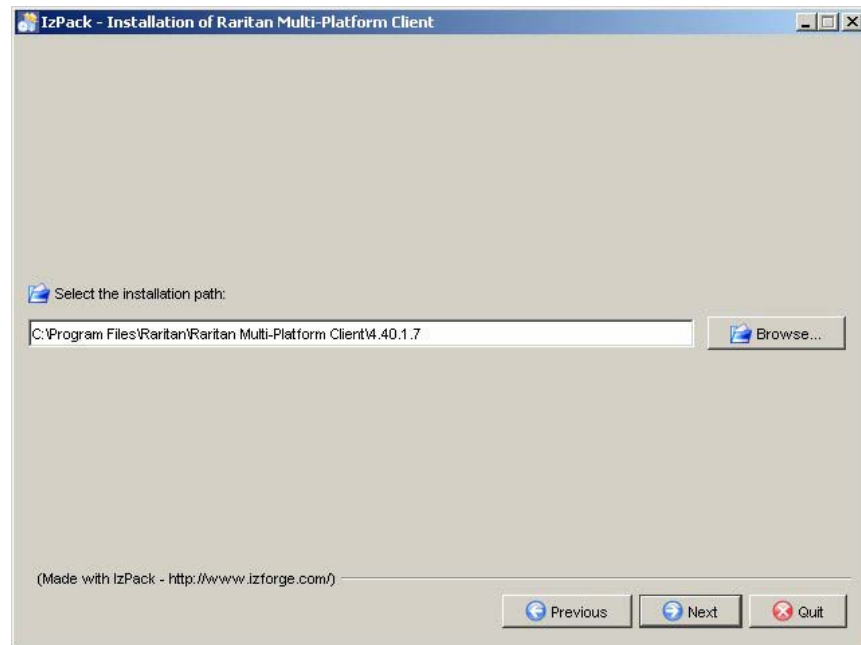 IzPack - Installation of Raritan Multi-Platform Client
Select the installation path:
C:\Program Files\Raritan\Raritan Multi-Platform Client\4.40.1.7
Browse...
(Made with IzPack - http://www.izforge.com/)
Previous
Next
Quit